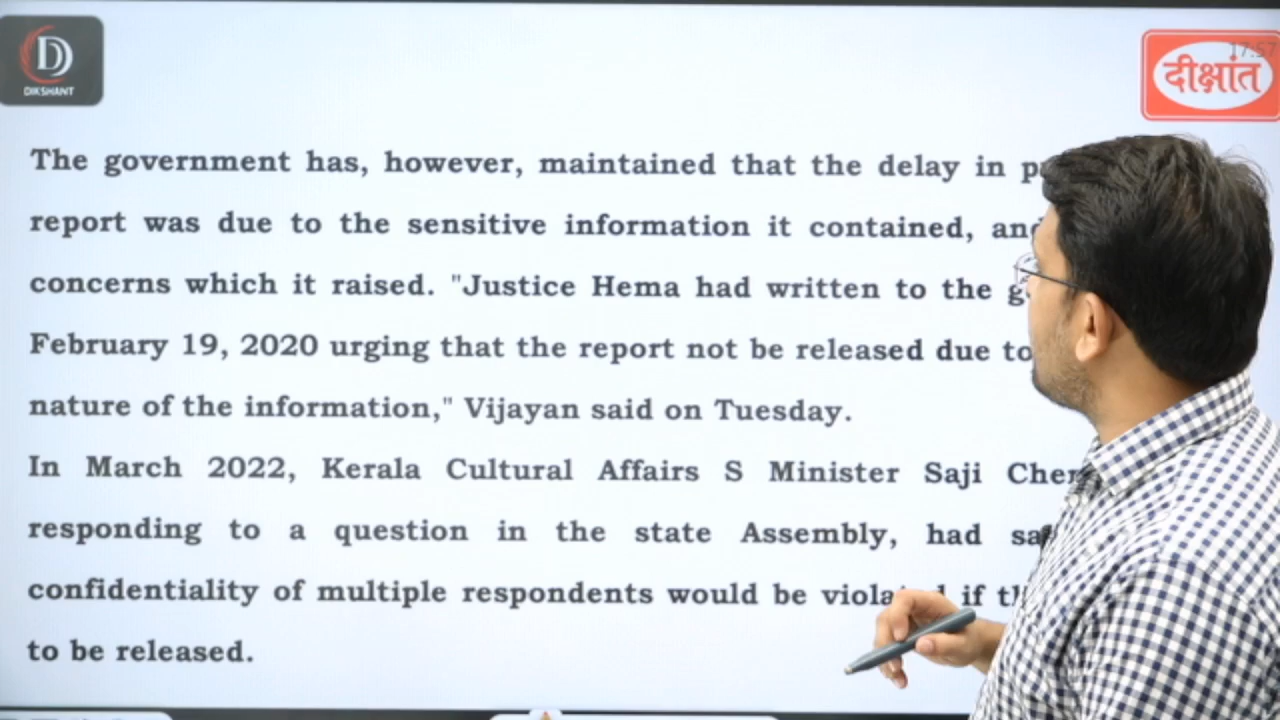 DIKSHANT
17:57
दीक्षांत
The government has, however, maintained that the delay in
report was due to the sensitive information it contained,
concerns which it raised. "Justice Hema had written to the
February 19, 2020 urging that the report not be released due to
nature of the information," Vijayan said on Tuesday.
In March 2022, Kerala Cultural Affairs S Minister Saji
responding to a question in the state Assembly, had
confidentiality of multiple respondents would be if
to be released.